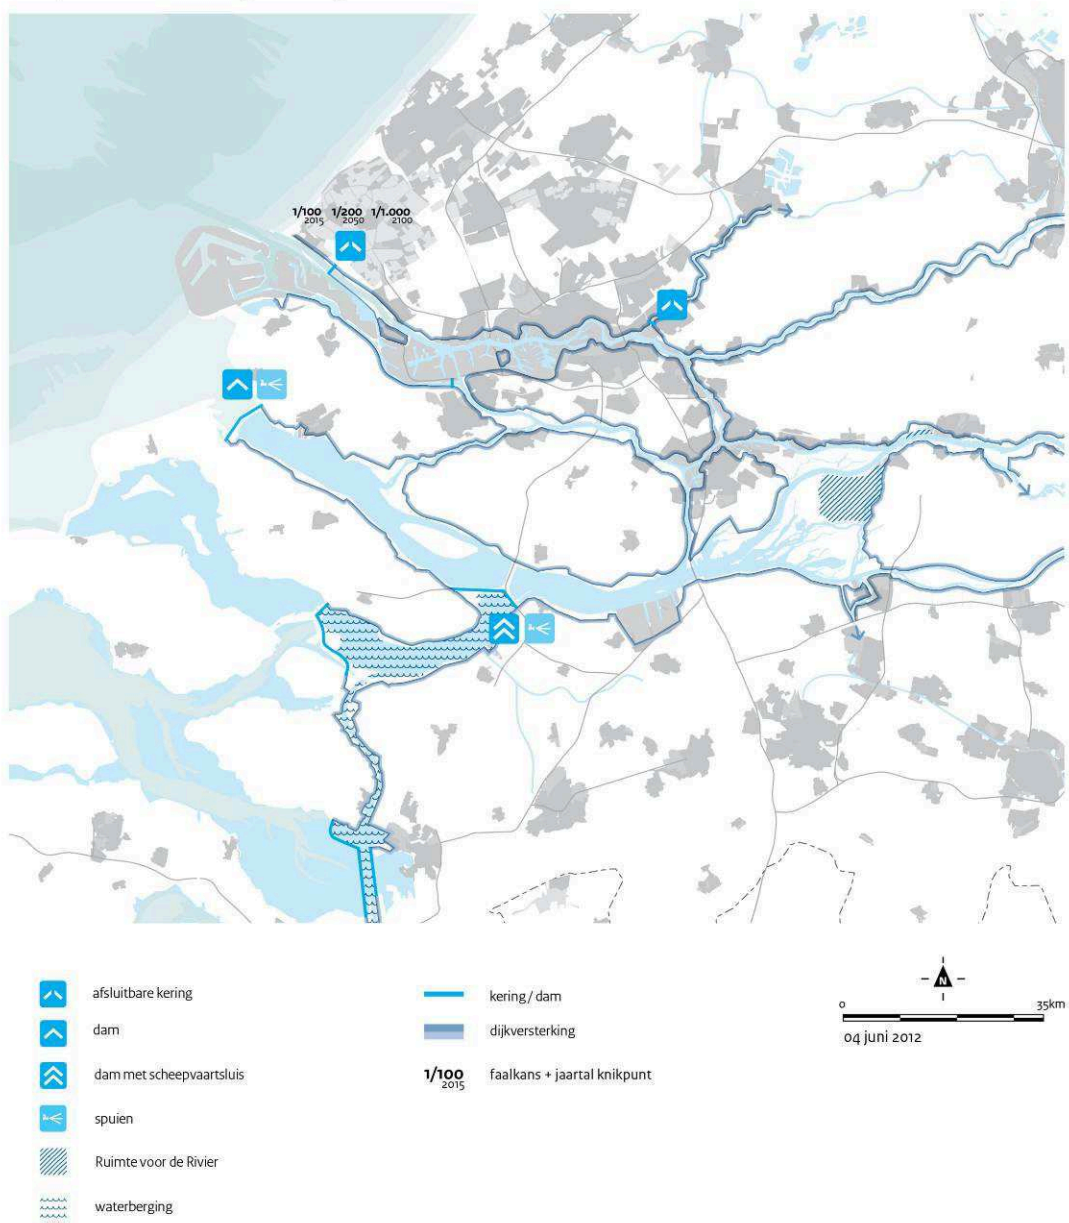 1/100 1/200 1/1.000
2015 2050 2100
afsluitbare kering
dam
dam met scheepvaartsluis
spuien
Ruimte voor de Rivier
waterberging
kering / dam
dijkversterking
1/100
2015
faalkans + jaartal knikpunt
N
0 35km
04 juni 2012